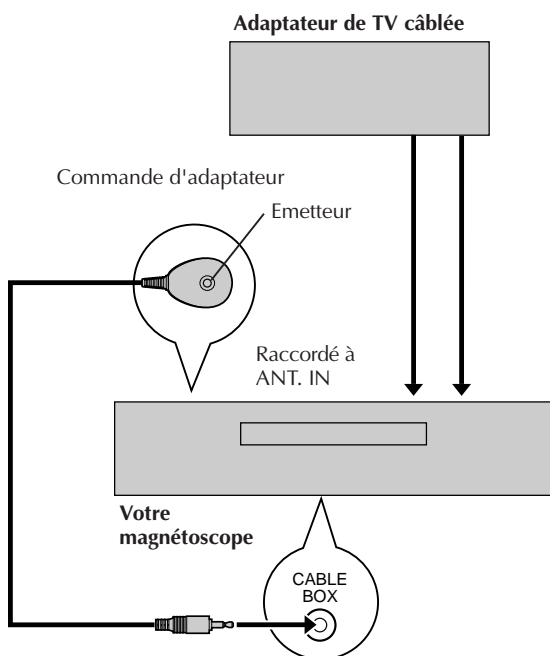 Adaptateur de TV câblée
Commande d'adaptateur
Emetteur
Raccordé à
ANT. IN
Votre
magnétoscope
CABLE
BOX